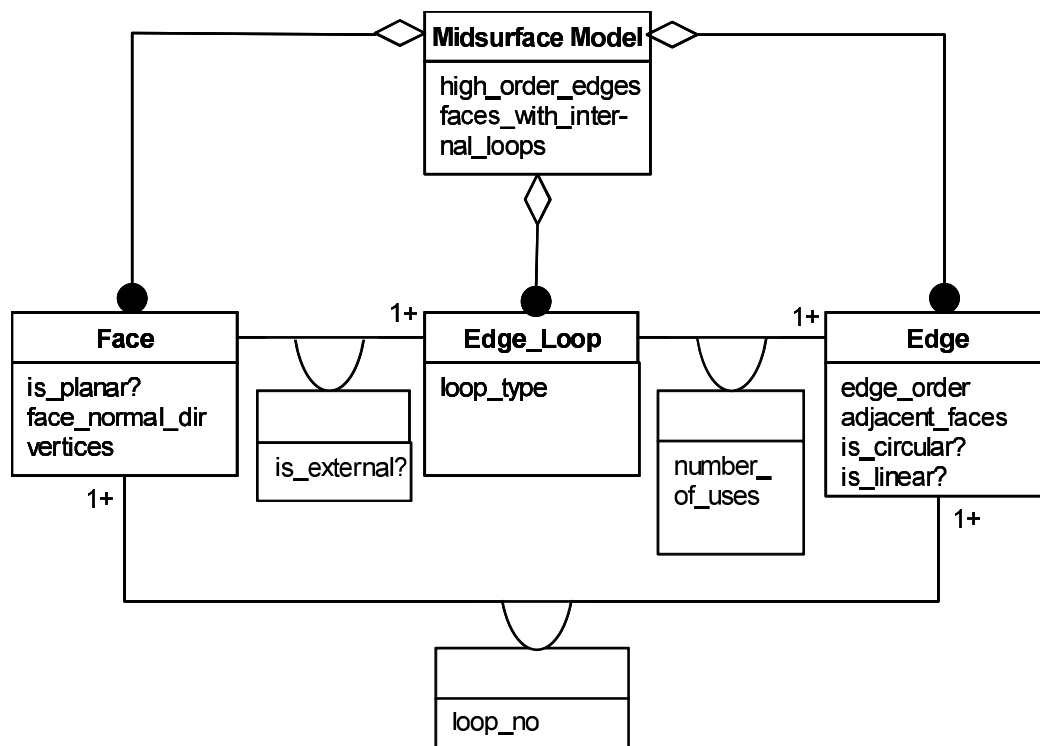 Midsurface Model
high_order_edges
faces_with_inter-
nal_loops
1+
1+
Face
Edge_Loop
Edge
is_planar?
face_normal_dir
vertices
is_external?
loop_type
number_
of_uses
edge_order
adjacent_faces
is_circular?
is_linear?
1+
1+
loop_no